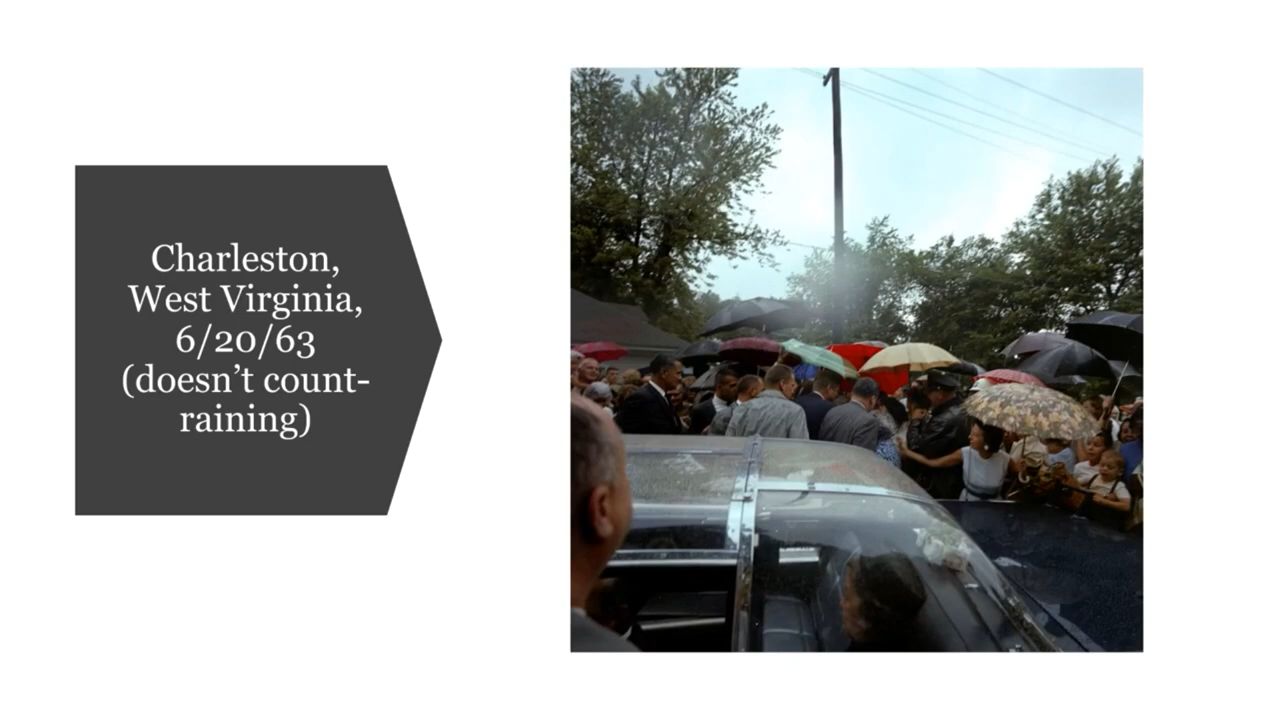 Charleston,
West Virginia,
6/20/63
(doesn’t count-
raining)